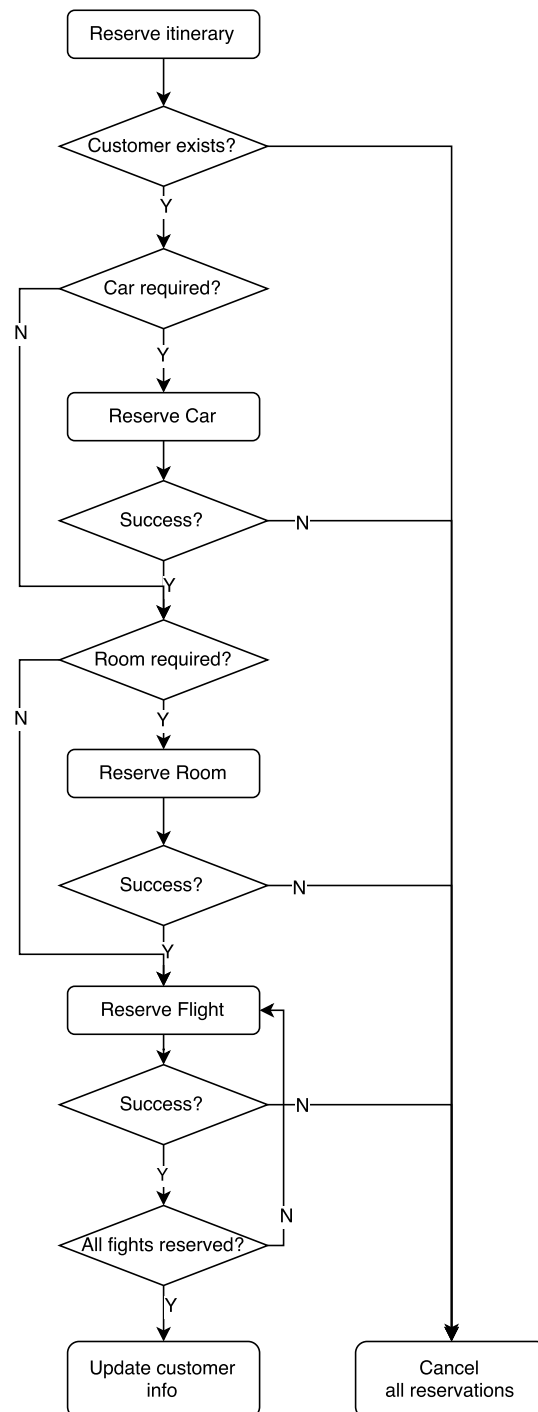 Reserve itinerary
Customer exists?
Y
Car required?
N
Y
Reserve Car
Success?
N
Y
Room required?
N
Y
Reserve Room
Success?
N
Y
Reserve Flight
Success?
N
Y
N
All fights reserved?
Y
Update customer
info
Cancel
all reservations